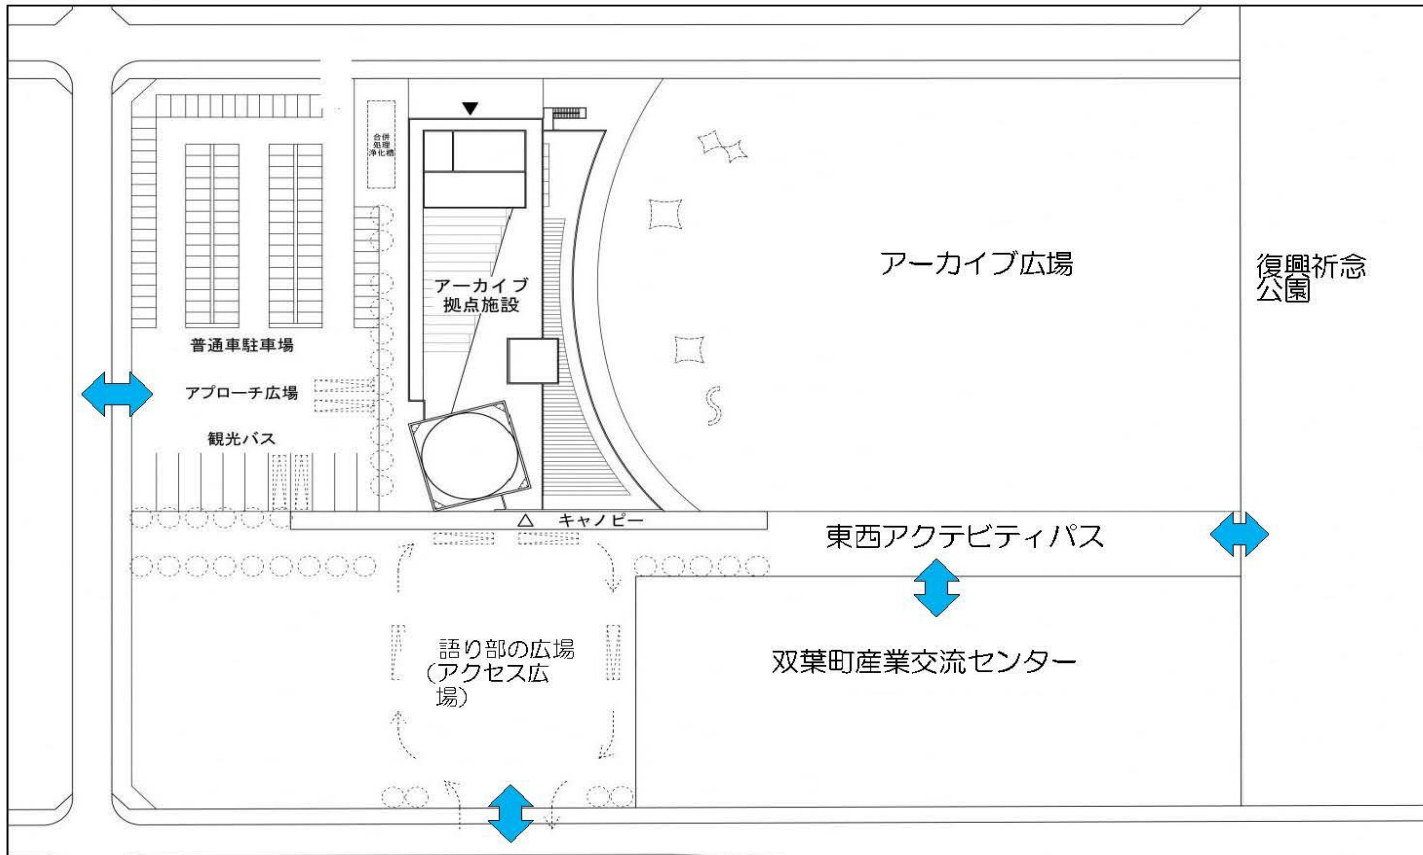 合併
処理
浄化槽
アーカイブ広場
復興祈念
公園
アーカイブ
拠点施設
普通車駐車場
アプローチ広場
観光バス
キャノピー
東西アクテビティパス
語り部の広場
(アクセス広
場)
双葉町産業交流センター